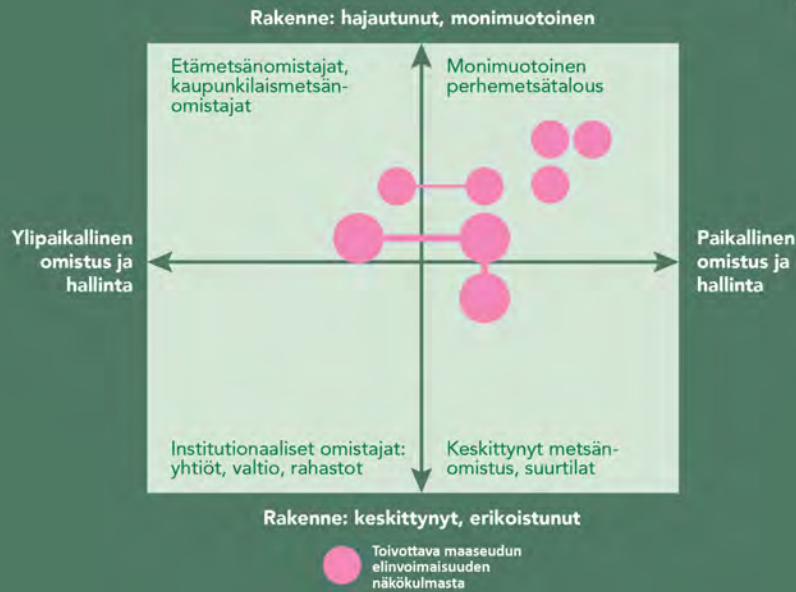 Rakenne: hajautunut, monimuotoinen
Etämetsänomistajat,
kaupunkilaismetsän-
omistajat
Monimuotoinen
perhemetsätalous
Ylipaikallinen
omistus ja
hallinta
Paikallinen
omistus ja
hallinta
Institutionaaliset omistajat:
yhtiöt, valtio, rahastot
Keskittynyt metsän-
omistus, suurtilat
Rakenne: keskittynyt, erikoistunut
Toivottava maaseudun
elinvoimaisuuden
näkökulmasta